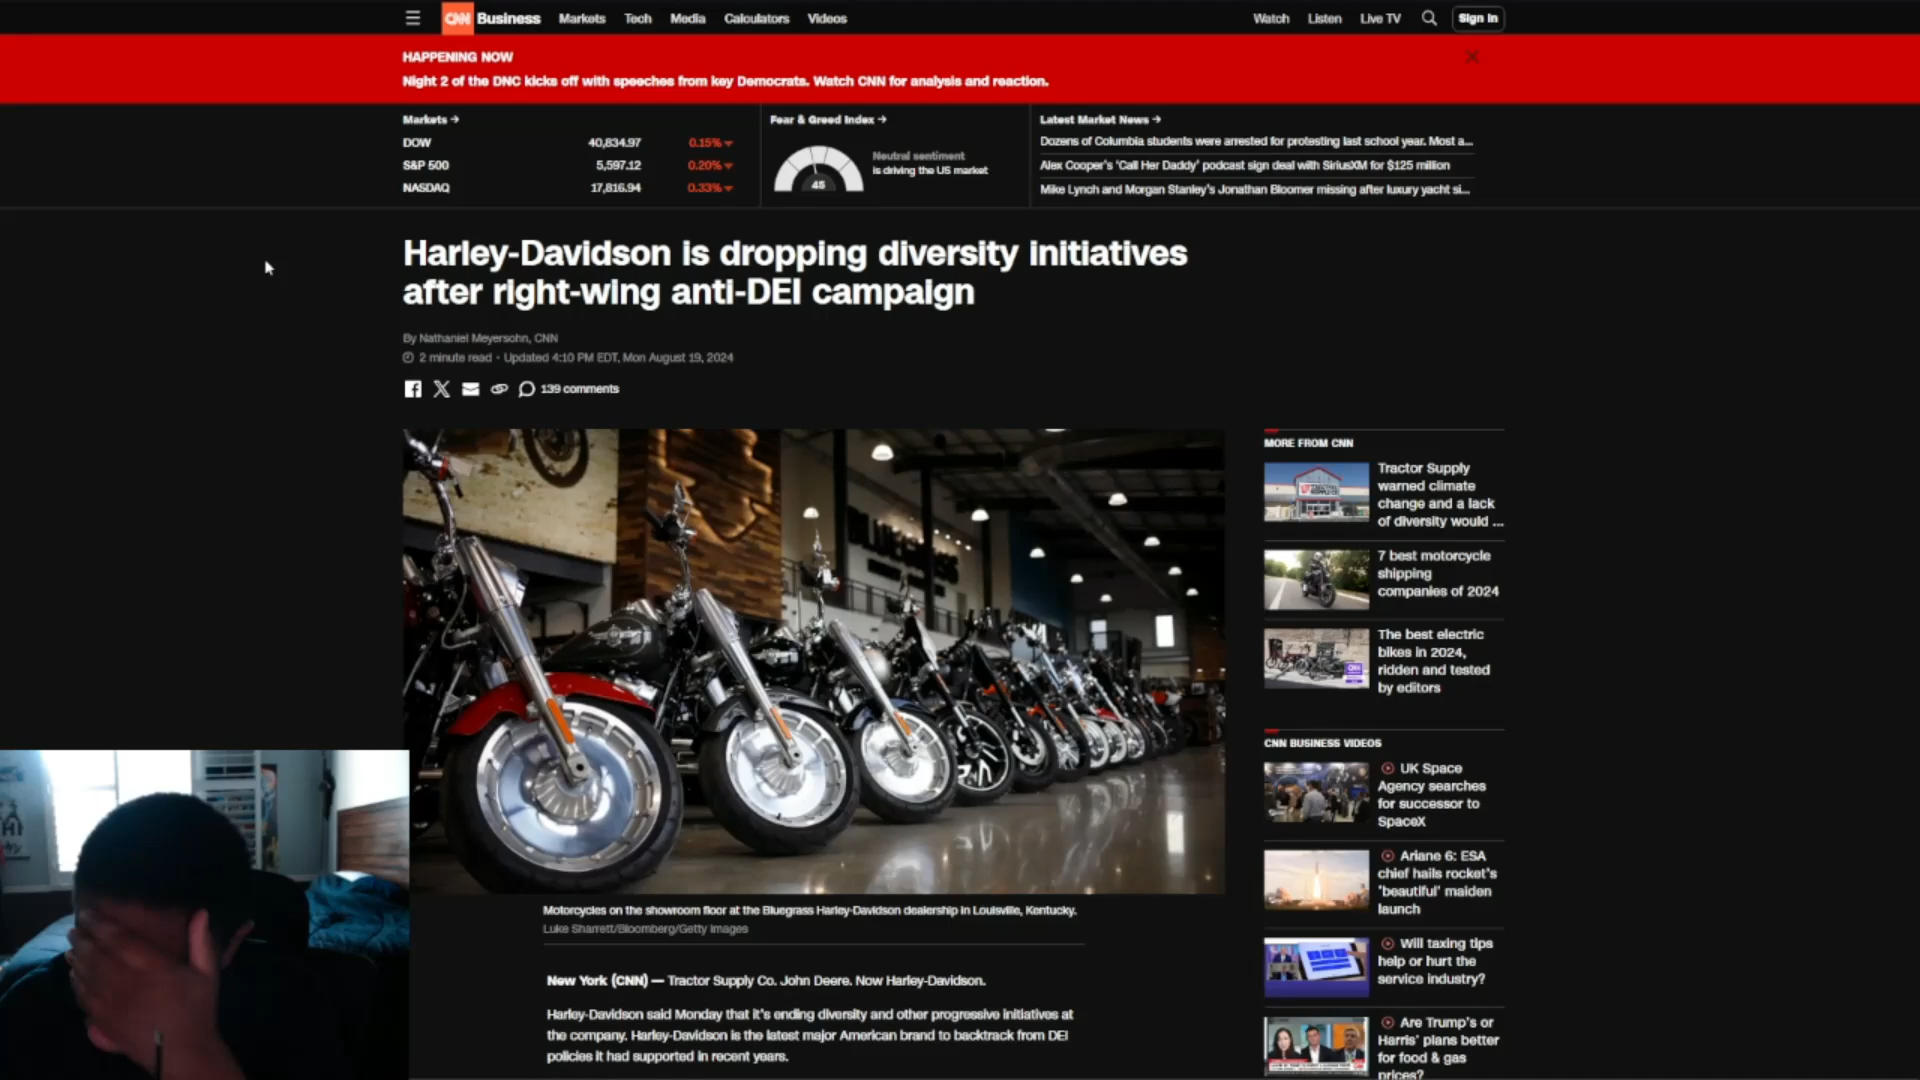 CNN Business Markets Tech Media Calculators Videos Watch Listen Live TV Sign In
HAPPENING NOW
Night 2 of the DNC kicks off with speeches from key Democrats. Watch CNN for analysis and reaction.
Markets →
DOW 40,834.97 0.15%
S&P 500 5,597.12 0.20%
NASDAQ 17,816.94 0.33%
Fear & Greed Index →
45
Neutral sentiment
is driving the US market
Latest Market News →
Dozens of Columbia students were arrested for protesting last school year. Most a...
Alex Cooper's 'Call Her Daddy' podcast sign deal with SiriusXM for $125 million
Mike Lynch and Morgan Stanley's Jonathan Bloomer missing after luxury yacht si...
Harley-Davidson is dropping diversity initiatives
after right-wing anti-DEI campaign
By Nathaniel Meyersohn, CNN
2 minute read • Updated 4:10 PM EDT, Mon August 19, 2024
139 comments
Motorcycles on the showroom floor at the Bluegrass Harley-Davidson dealership in Louisville, Kentucky.
Luke Sharrett/Bloomberg/Getty Images
New York (CNN) — Tractor Supply Co. John Deere. Now Harley-Davidson.
Harley-Davidson said Monday that it's ending diversity and other progressive initiatives at
the company. Harley-Davidson is the latest major American brand to backtrack from DEI
policies it had supported in recent years.
MORE FROM CNN
Tractor Supply
warned climate
change and a lack
of diversity would ...
7 best motorcycle
shipping
companies of 2024
The best electric
bikes in 2024,
ridden and tested
by editors
CNN BUSINESS VIDEOS
UK Space
Agency searches
for successor to
SpaceX
Ariane 6: ESA
chief hails rocket's
'beautiful' maiden
launch
Will taxing tips
help or hurt the
service industry?
Are Trump's or
Harris' plans better
for food & gas
prices?